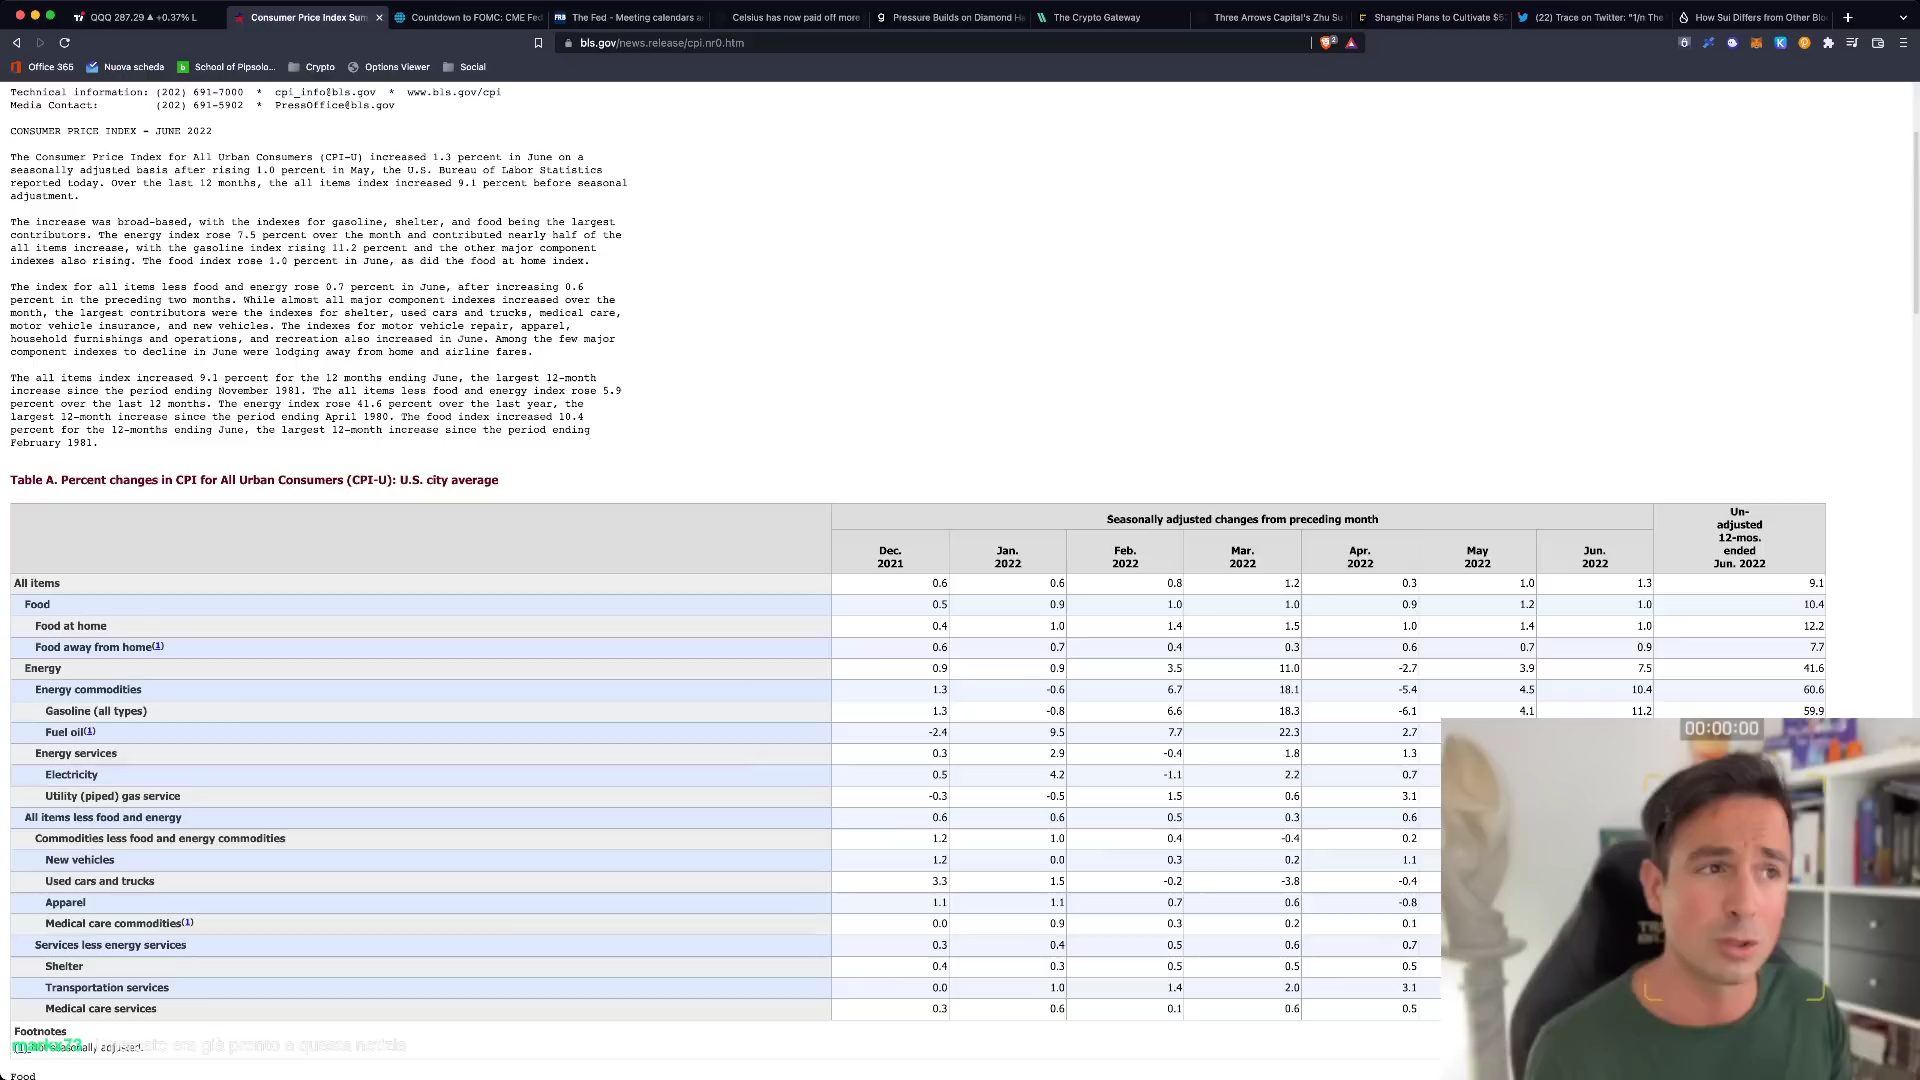 QQQ 287.29 ▲ +0.37% L
Consumer Price Index Sum
Countdown to FOMC: CME Fed
The Fed - Meeting calendars a
Celsius has now paid off more
Pressure Builds on Diamond Ha
The Crypto Gateway
Three Arrows Capital's Zhu Su
Shanghai Plans to Cultivate $5
(22) Trace on Twitter: "1/n The
How Sui Differs from Other Blo
bls.gov/news.release/cpi.nr0.htm
Office 365
Nuova scheda
School of Pipsolo...
Crypto
Options Viewer
Social
Technical information: (202) 691-7000 * cpi_info@bls.gov * www.bls.gov/cpi
Media Contact: (202) 691-5902 * PressOffice@bls.gov
CONSUMER PRICE INDEX - JUNE 2022
The Consumer Price Index for All Urban Consumers (CPI-U) increased 1.3 percent in June on a
seasonally adjusted basis after rising 1.0 percent in May, the U.S. Bureau of Labor Statistics
reported today. Over the last 12 months, the all items index increased 9.1 percent before seasonal
adjustment.
The increase was broad-based, with the indexes for gasoline, shelter, and food being the largest
contributors. The energy index rose 7.5 percent over the month and contributed nearly half of the
all items increase, with the gasoline index rising 11.2 percent and the other major component
indexes also rising. The food index rose 1.0 percent in June, as did the food at home index.
The index for all items less food and energy rose 0.7 percent in June, after increasing 0.6
percent in the preceding two months. While almost all major component indexes increased over the
month, the largest contributors were the indexes for shelter, used cars and trucks, medical care,
motor vehicle insurance, and new vehicles. The indexes for motor vehicle repair, apparel,
household furnishings and operations, and recreation also increased in June. Among the few major
component indexes to decline in June were lodging away from home and airline fares.
The all items index increased 9.1 percent for the 12 months ending June, the largest 12-month
increase since the period ending November 1981. The all items less food and energy index rose 5.9
percent over the last 12 months. The energy index rose 41.6 percent over the last year, the
largest 12-month increase since the period ending April 1980. The food index increased 10.4
percent for the 12-months ending June, the largest 12-month increase since the period ending
February 1981.
Table A. Percent changes in CPI for All Urban Consumers (CPI-U): U.S. city average
Seasonally adjusted changes from preceding month
Un-
adjusted
12-mos.
ended
Jun. 2022
Dec. 2021 Jan. 2022 Feb. 2022 Mar. 2022 Apr. 2022 May 2022 Jun. 2022
All items 0.6 0.6 0.8 1.2 0.3 1.0 1.3 9.1
Food 0.5 0.9 1.0 1.0 0.9 1.2 1.0 10.4
Food at home 0.4 1.0 1.4 1.5 1.0 1.4 1.0 12.2
Food away from home(1) 0.6 0.7 0.4 0.3 0.6 0.7 0.9 7.7
Energy 0.9 0.9 3.5 11.0 -2.7 3.9 7.5 41.6
Energy commodities 1.3 -0.6 6.7 18.1 -5.4 4.5 10.4 60.6
Gasoline (all types) 1.3 -0.8 6.6 18.3 -6.1 4.1 11.2 59.9
Fuel oil(1) -2.4 9.5 7.7 22.3 2.7
Energy services 0.3 2.9 -0.4 1.8 1.3
Electricity 0.5 4.2 -1.1 2.2 0.7
Utility (piped) gas service -0.3 -0.5 1.5 0.6 3.1
All items less food and energy 0.6 0.6 0.5 0.3 0.6
Commodities less food and energy commodities 1.2 1.0 0.4 -0.4 0.2
New vehicles 1.2 0.0 0.3 0.2 1.1
Used cars and trucks 3.3 1.5 -0.2 -3.8 -0.4
Apparel 1.1 1.1 0.7 0.6 -0.8
Medical care commodities(1) 0.0 0.9 0.3 0.2 0.1
Services less energy services 0.3 0.4 0.5 0.6 0.7
Shelter 0.4 0.3 0.5 0.5 0.5
Transportation services 0.0 1.0 1.4 2.0 3.1
Medical care services 0.3 0.6 0.1 0.6 0.5
00:00:00
Footnotes
(1) Not seasonally adjusted.
markx72 era già pronto a questa notizia
Food